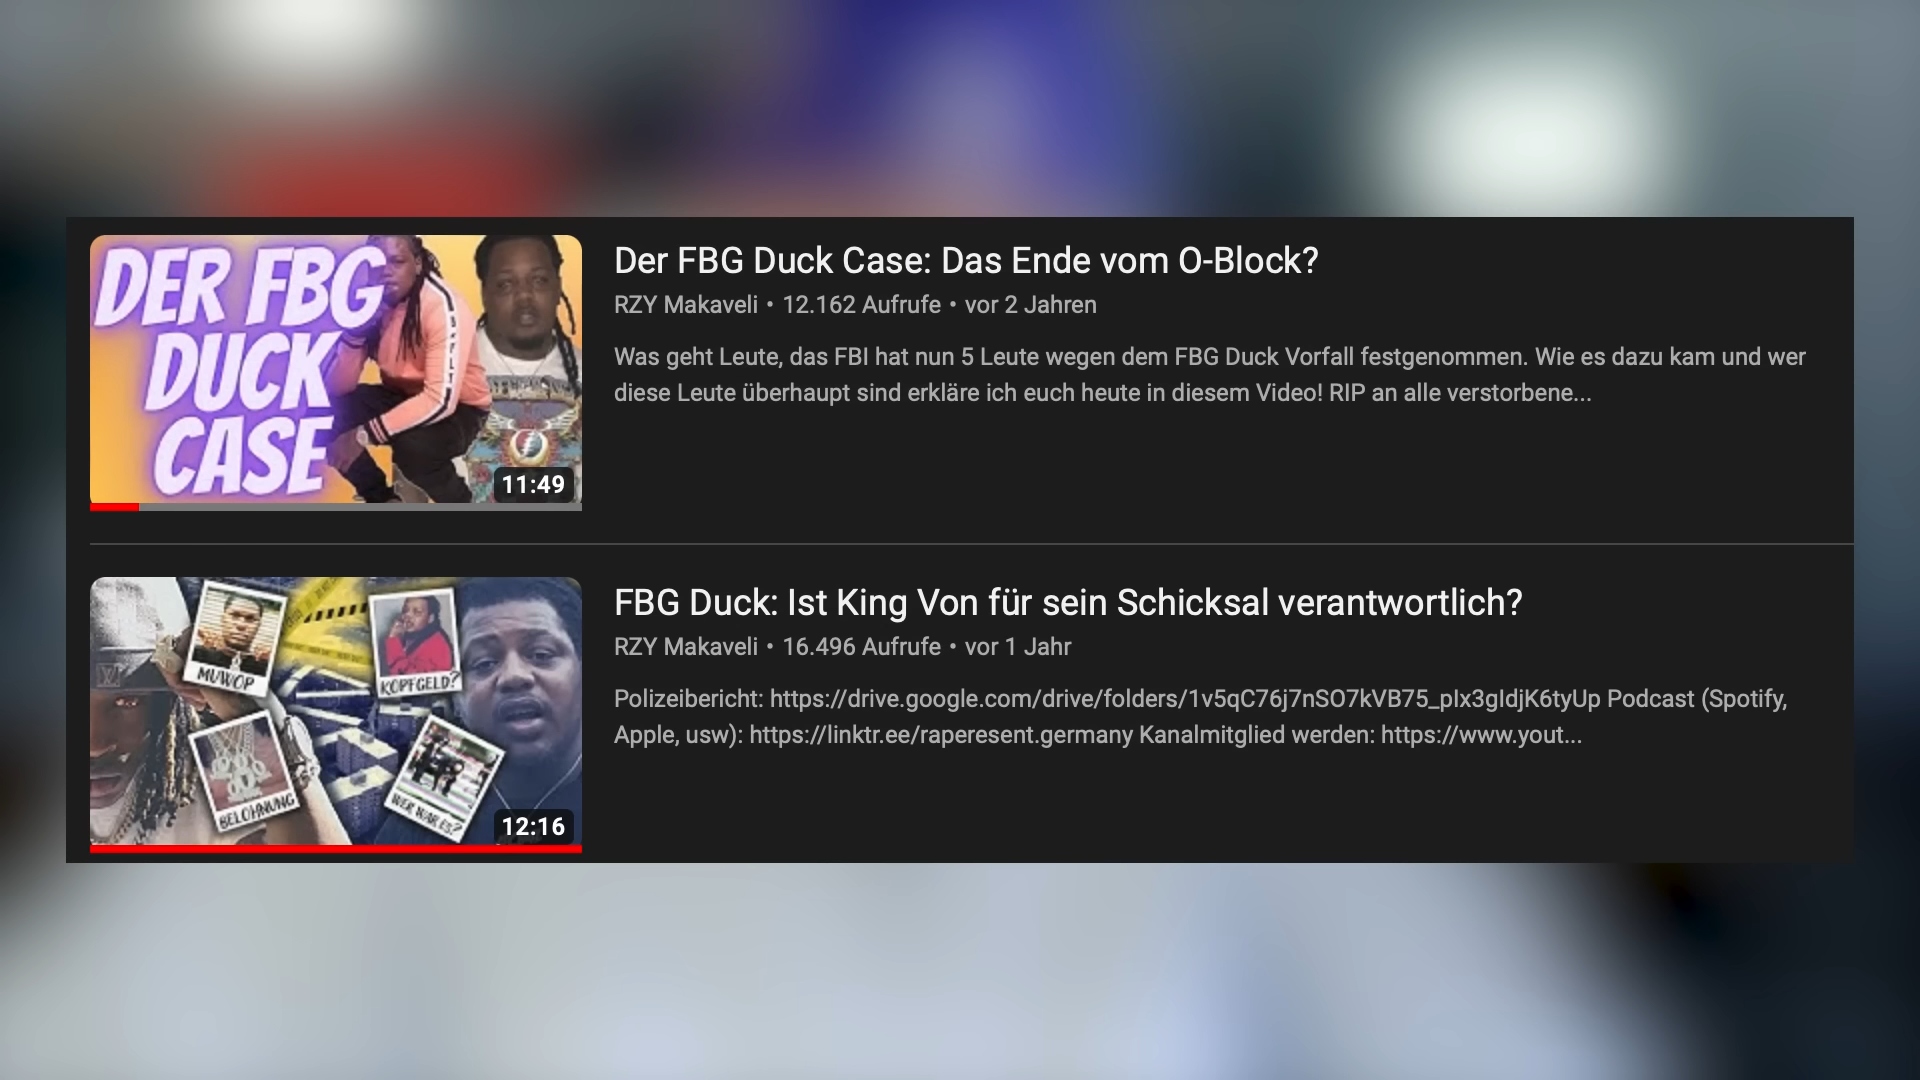 DER FBG
DUCK
CASE
11:49
Der FBG Duck Case: Das Ende vom O-Block?
RZY Makaveli • 12.162 Aufrufe • vor 2 Jahren
Was geht Leute, das FBI hat nun 5 Leute wegen dem FBG Duck Vorfall festgenommen. Wie es dazu kam und wer
diese Leute überhaupt sind erkläre ich euch heute in diesem Video! RIP an alle verstorbene...
MUWOP
KOPFGELD?
BELOHNUNG
WER WAR ES?
12:16
FBG Duck: Ist King Von für sein Schicksal verantwortlich?
RZY Makaveli • 16.496 Aufrufe • vor 1 Jahr
Polizeibericht: https://drive.google.com/drive/folders/1v5qC76j7nSO7kVB75_pIx3gIdjK6tyUp Podcast (Spotify,
Apple, usw): https://linktr.ee/raperesent.germany Kanalmitglied werden: https://www.yout...